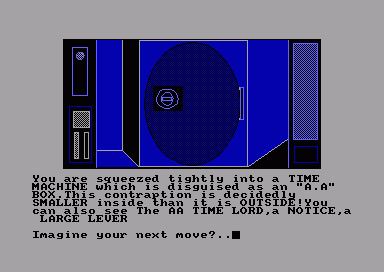 You are squeezed tightly into a TIME
MACHINE which is disguised as an "A.A"
BOX.This contraption is decidedly
SMALLER inside than it is OUTSIDE!You
can also see The AA TIME LORD,a NOTICE,a
LARGE LEVER
Imagine your next move?..